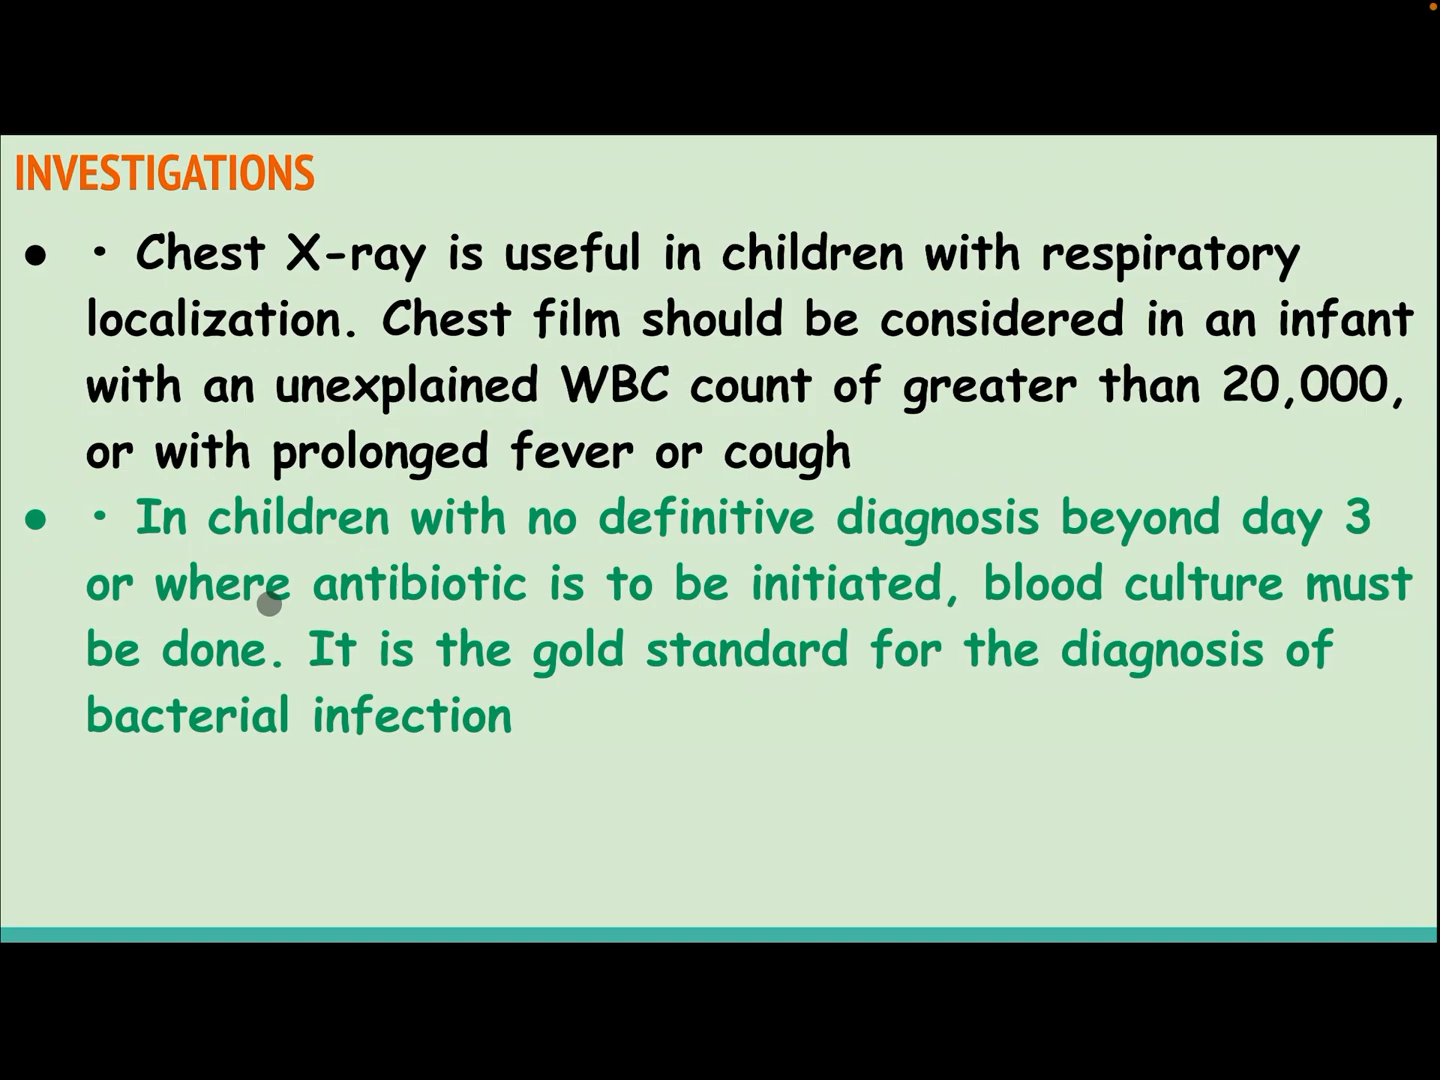 INVESTIGATIONS
● • Chest X-ray is useful in children with respiratory
localization. Chest film should be considered in an infant
with an unexplained WBC count of greater than 20,000,
or with prolonged fever or cough
● • In children with no definitive diagnosis beyond day 3
or where antibiotic is to be initiated, blood culture must
be done. It is the gold standard for the diagnosis of
bacterial infection